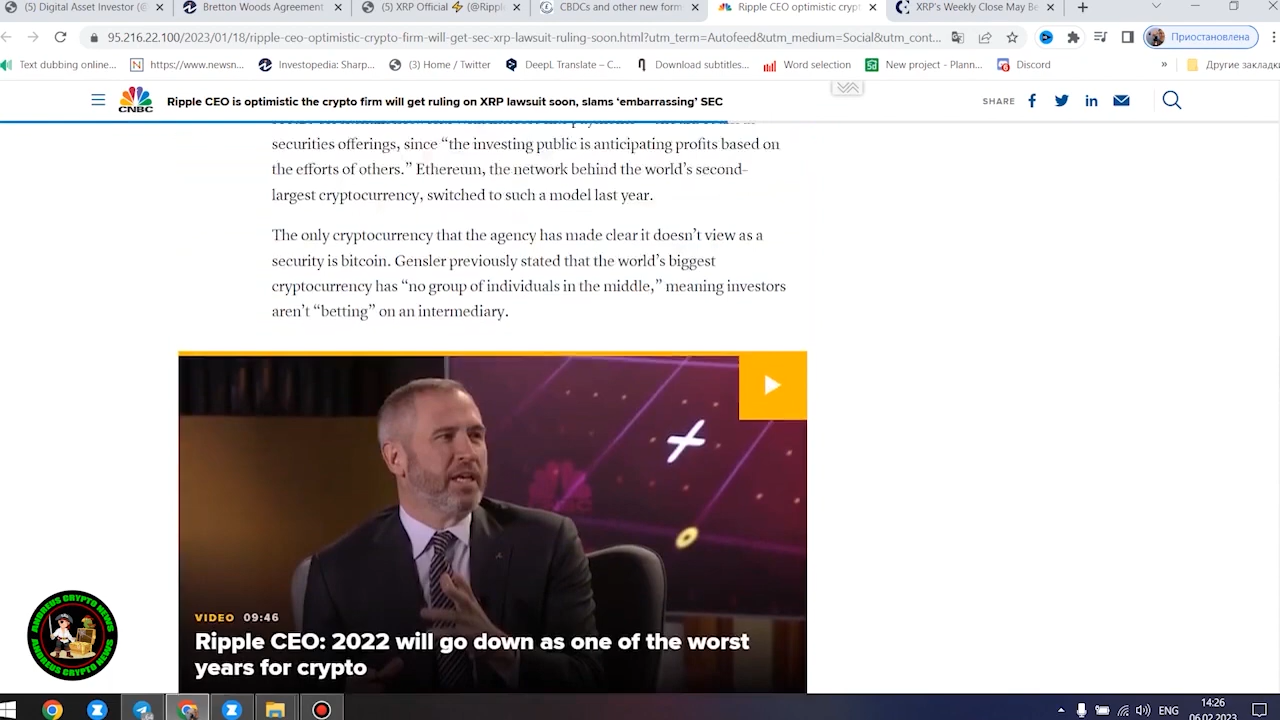 (5) Digital Asset Investor (@
Bretton Woods Agreement
(5) XRP Official ⚡ (@Ripple
CBDCs and other new form
Ripple CEO optimistic crypt
XRP's Weekly Close May Be
95.216.22.100/2023/01/18/ripple-ceo-optimistic-crypto-firm-will-get-sec-xrp-lawsuit-ruling-soon.html?utm_term=Autofeed&utm_medium=Social&utm_cont...
Приостановлена
Text dubbing online...
https://www.newsn...
Investopedia: Sharp...
(3) Home / Twitter
DeepL Translate – C...
Download subtitles...
Word selection
New project - Plann...
Discord
»
Другие закладки
CNBC
Ripple CEO is optimistic the crypto firm will get ruling on XRP lawsuit soon, slams ‘embarrassing’ SEC
SHARE
securities offerings, since “the investing public is anticipating profits based on
the efforts of others.” Ethereum, the network behind the world’s second-
largest cryptocurrency, switched to such a model last year.
The only cryptocurrency that the agency has made clear it doesn’t view as a
security is bitcoin. Gensler previously stated that the world’s biggest
cryptocurrency has “no group of individuals in the middle,” meaning investors
aren’t “betting” on an intermediary.
VIDEO 09:46
Ripple CEO: 2022 will go down as one of the worst
years for crypto
ANDREUS CRYPTO NEWS
ANDREUS CRYPTO NEWS
ENG
14:26
06.02.2023